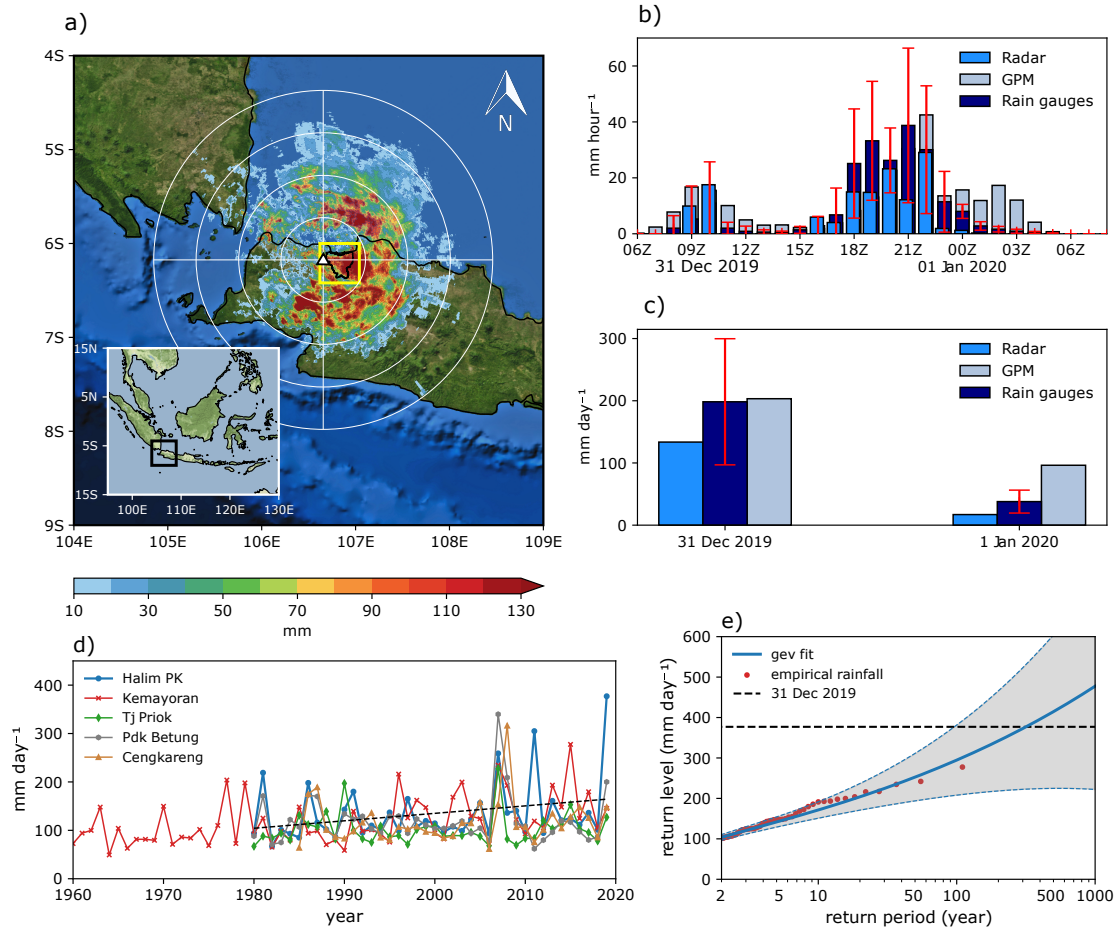 a)
4S
5S
6S
7S
8S
9S
N
15N
5N
5S
15S
100E 110E 120E 130E
104E 105E 106E 107E 108E 109E
10 30 50 70 90 110 130
mm
b)
mm hour⁻¹
60
40
20
0
Radar
GPM
Rain gauges
06Z 09Z 12Z 15Z 18Z 21Z 00Z 03Z 06Z
31 Dec 2019 01 Jan 2020
c)
mm day⁻¹
300
200
100
0
Radar
GPM
Rain gauges
31 Dec 2019 1 Jan 2020
d)
mm day⁻¹
400
300
200
100
0
Halim PK
Kemayoran
Tj Priok
Pdk Betung
Cengkareng
1960 1970 1980 1990 2000 2010 2020
year
e)
return level (mm day⁻¹)
600
500
400
300
200
100
0
gev fit
empirical rainfall
31 Dec 2019
2 5 10 50 100 500 1000
return period (year)